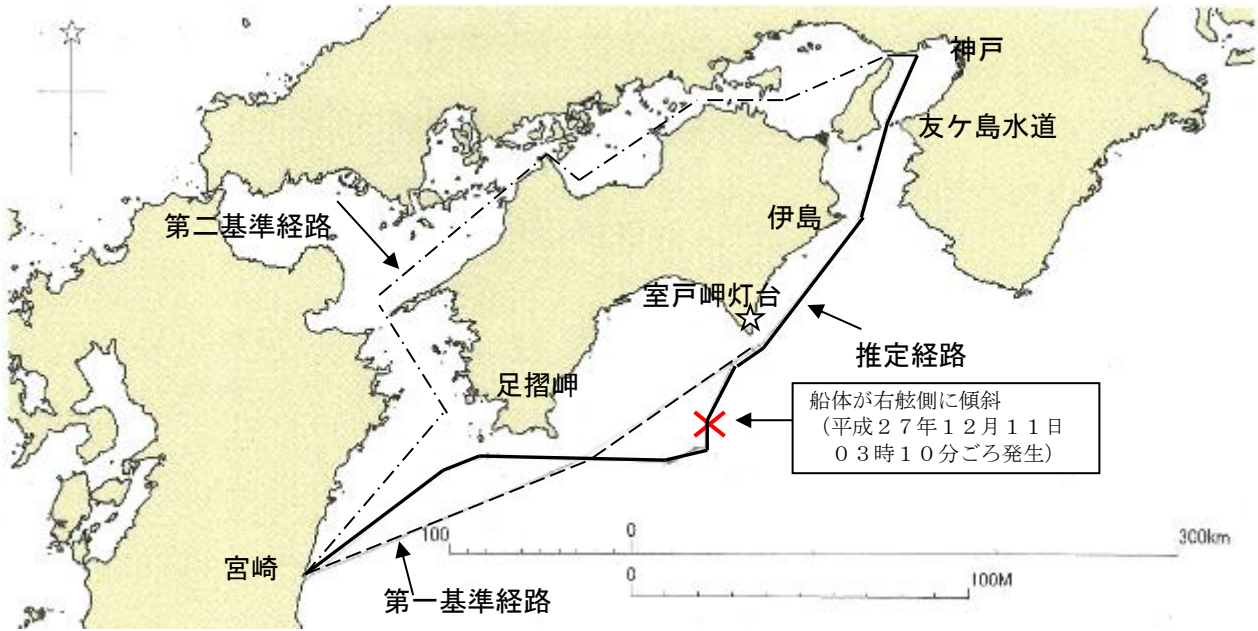 神戸
友ケ島水道
伊島
第二基準経路
室戸岬灯台
推定経路
足摺岬
船体が右舷側に傾斜
(平成27年12月11日
03時10分ごろ発生)
100
0
300km
宮崎
0
100M
第一基準経路